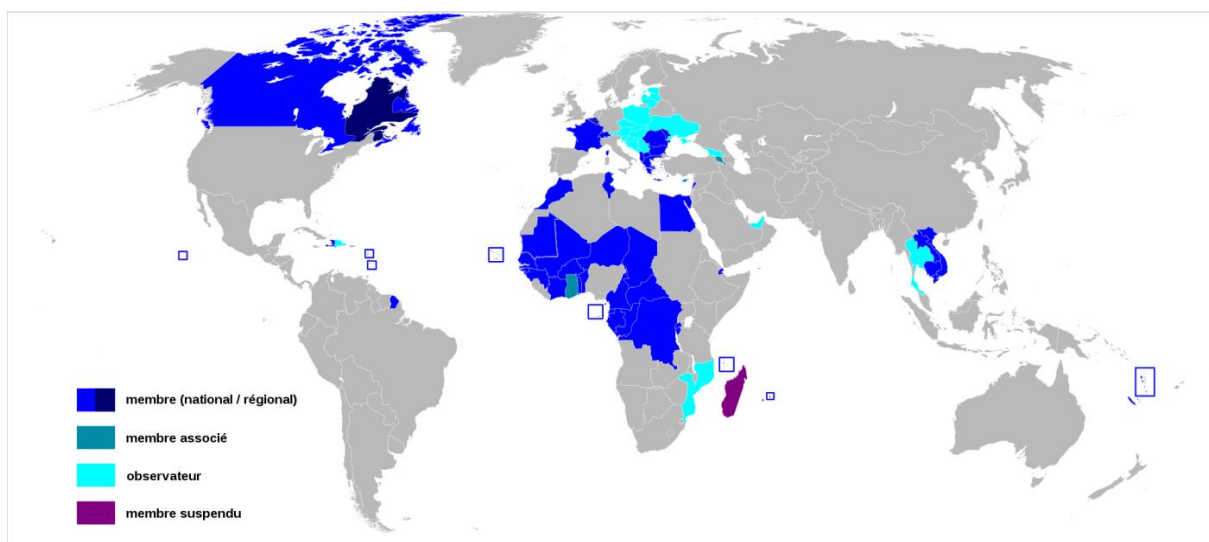 membre (national / régional)
membre associé
observateur
membre suspendu